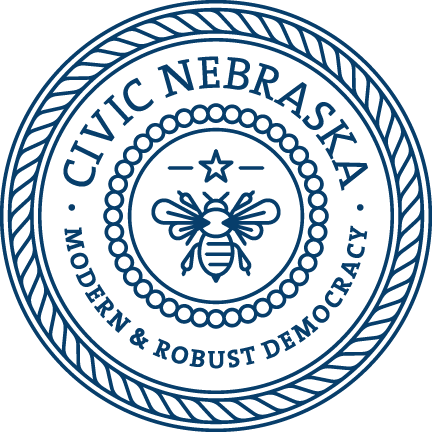 CIVIC NEBRASKA
MODERN & ROBUST DEMOCRACY